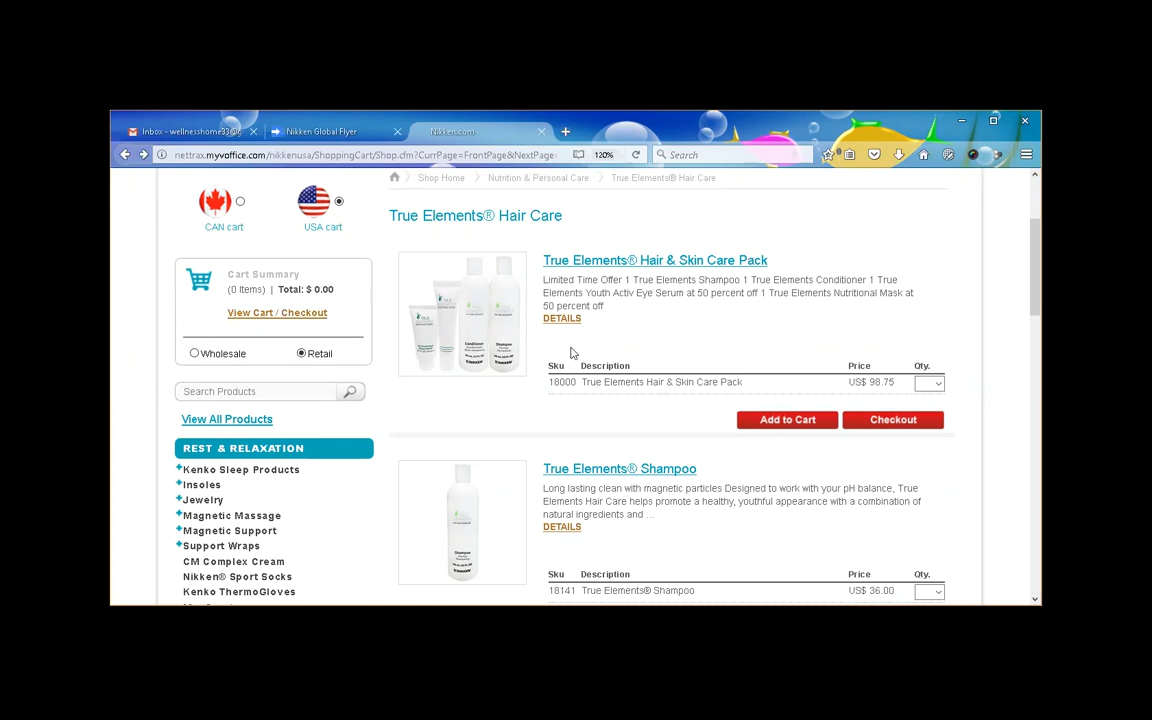 Inbox - wellnesshome33@g
Nikken Global Flyer
Nikken.com
nettrax.myvoffice.com/nikkenusa/ShoppingCart/Shop.cfm?CurrPage=FrontPage&NextPage=
120%
Search
Shop Home
Nutrition & Personal Care
True Elements® Hair Care
CAN cart
USA cart
Cart Summary
(0 Items) | Total: $ 0.00
View Cart / Checkout
Wholesale
Retail
Search Products
View All Products
REST & RELAXATION
Kenko Sleep Products
Insoles
Jewelry
Magnetic Massage
Magnetic Support
Support Wraps
CM Complex Cream
Nikken® Sport Socks
Kenko ThermoGloves
True Elements® Hair Care
True Elements® Hair & Skin Care Pack
Limited Time Offer 1 True Elements Shampoo 1 True Elements Conditioner 1 True
Elements Youth Activ Eye Serum at 50 percent off 1 True Elements Nutritional Mask at
50 percent off
DETAILS
Sku Description Price Qty.
18000 True Elements Hair & Skin Care Pack US$ 98.75
Add to Cart
Checkout
True Elements® Shampoo
Long lasting clean with magnetic particles Designed to work with your pH balance, True
Elements Hair Care helps promote a healthy, youthful appearance with a combination of
natural ingredients and ...
DETAILS
Sku Description Price Qty.
18141 True Elements® Shampoo US$ 36.00